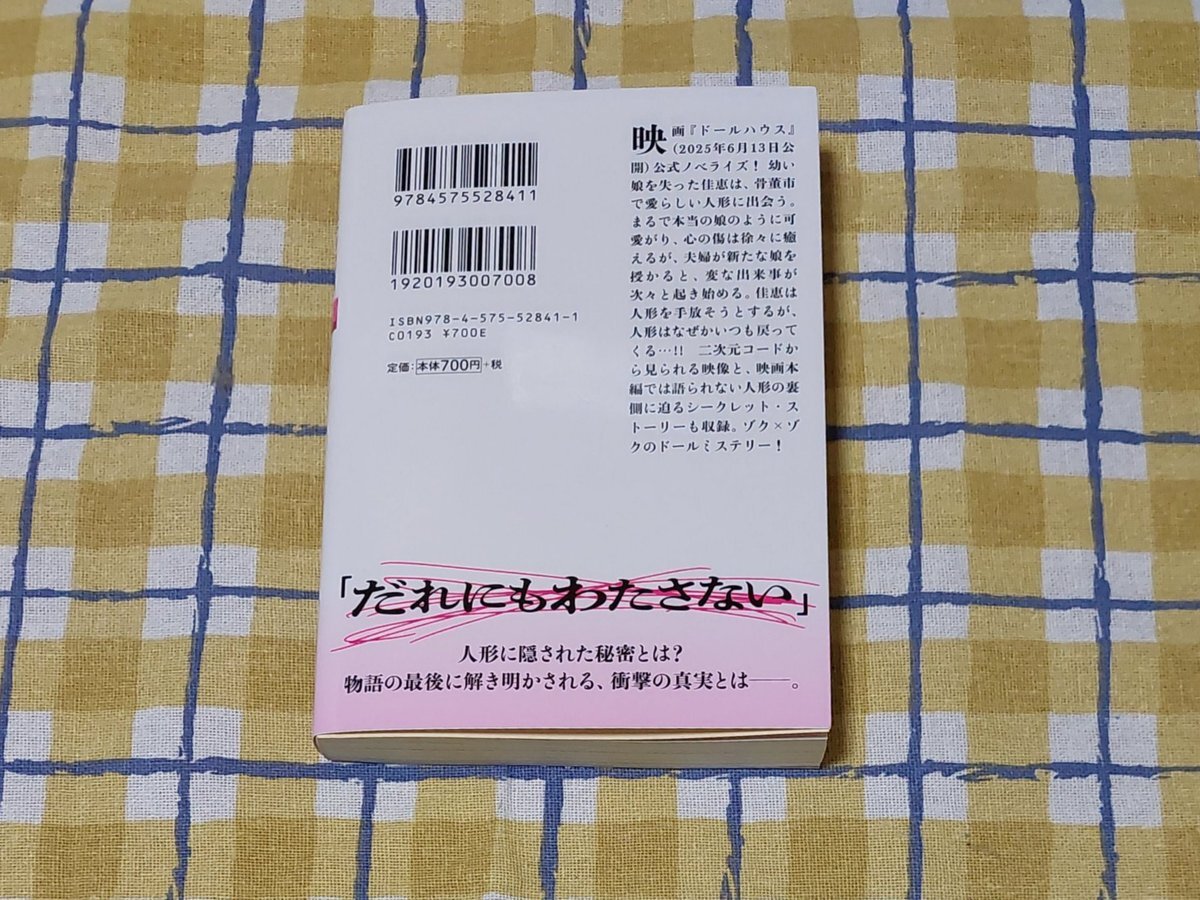 9784575528411
1920193007008
ISBN978-4-575-52841-1
C0193 ¥700E
定価：本体700円+税
映画『ドールハウス』
（2025年6月13日公
開）公式ノベライズ！ 幼い
娘を失った佳恵は、骨董市
で愛らしい人形に出会う。
まるで本当の娘のように可
愛がり、心の傷は徐々に癒
えるが、夫婦が新たな娘を
授かると、変な出来事が
次々と起き始める。佳恵は
人形を手放そうとするが、
人形はなぜかいつも戻って
くる…!! 二次元コードか
ら見られる映像と、映画本
編では語られない人形の裏
側に迫るシークレット・ス
トーリーも収録。ゾク×ゾ
クのドールミステリー！
「だれにもわたさない」
人形に隠された秘密とは？
物語の最後に解き明かされる、衝撃の真実とは――。